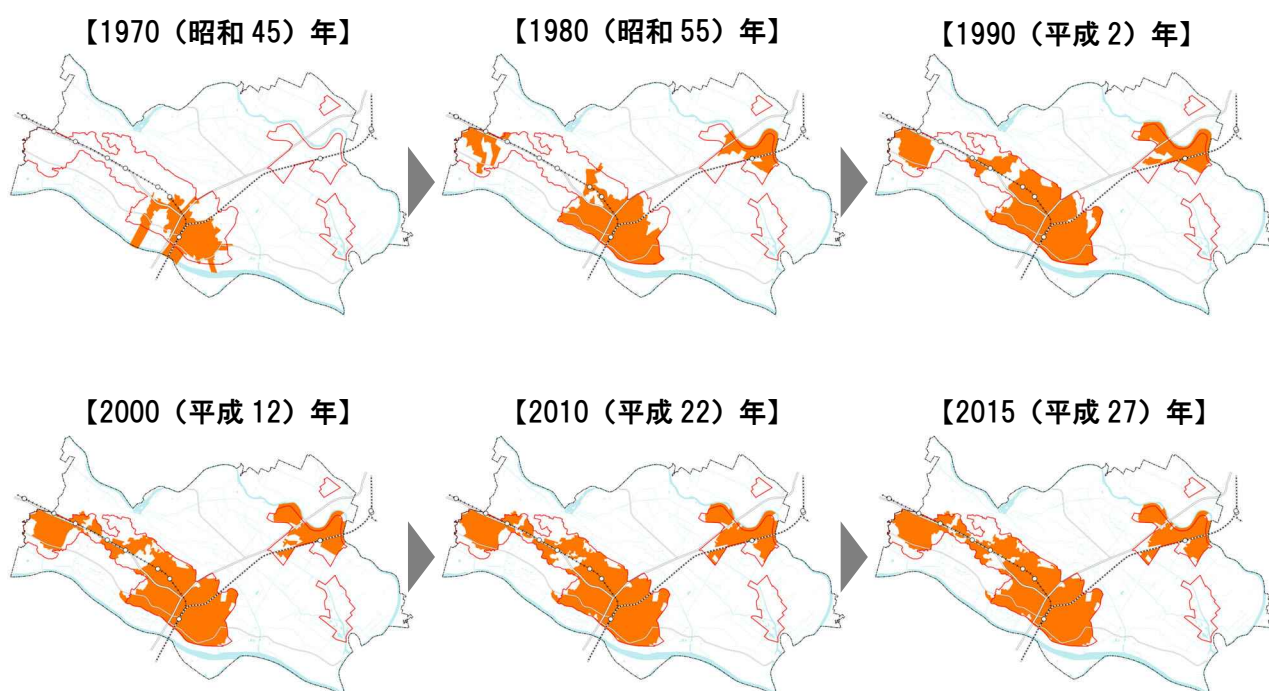 【1970（昭和 45）年】
【1980（昭和 55）年】
【1990（平成 2）年】
【2000（平成 12）年】
【2010（平成 22）年】
【2015（平成 27）年】